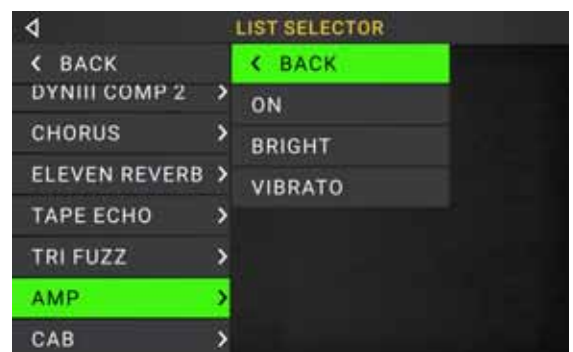 LIST SELECTOR
< BACK
DYNIII COMP 2 >
CHORUS >
ELEVEN REVERB >
TAPE ECHO >
TRI FUZZ >
AMP >
CAB >
< BACK
ON
BRIGHT
VIBRATO